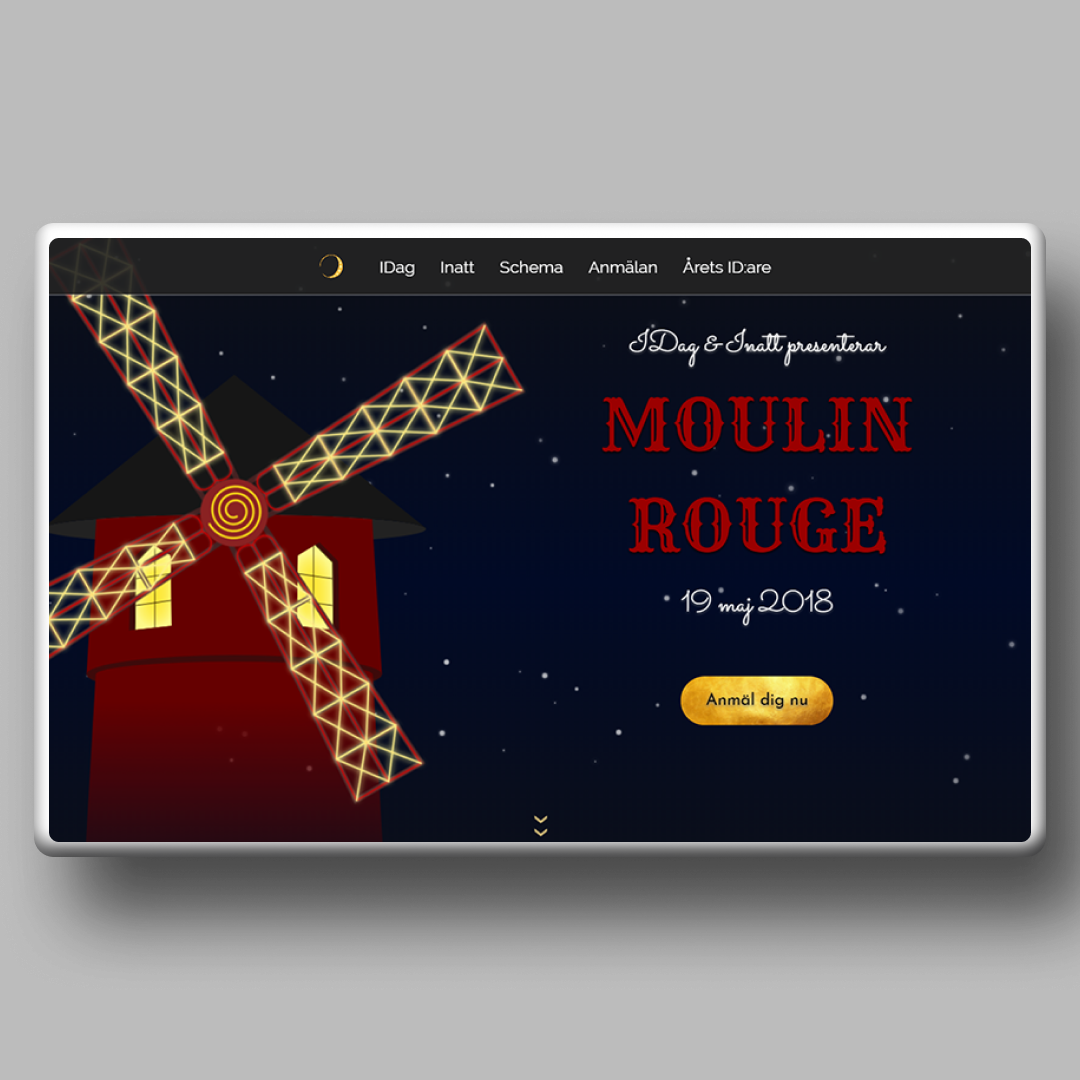 IDag Inatt Schema Anmälan Årets ID:are
IDag & Inatt presenterar
MOULIN
ROUGE
19 maj 2018
Anmäl dig nu